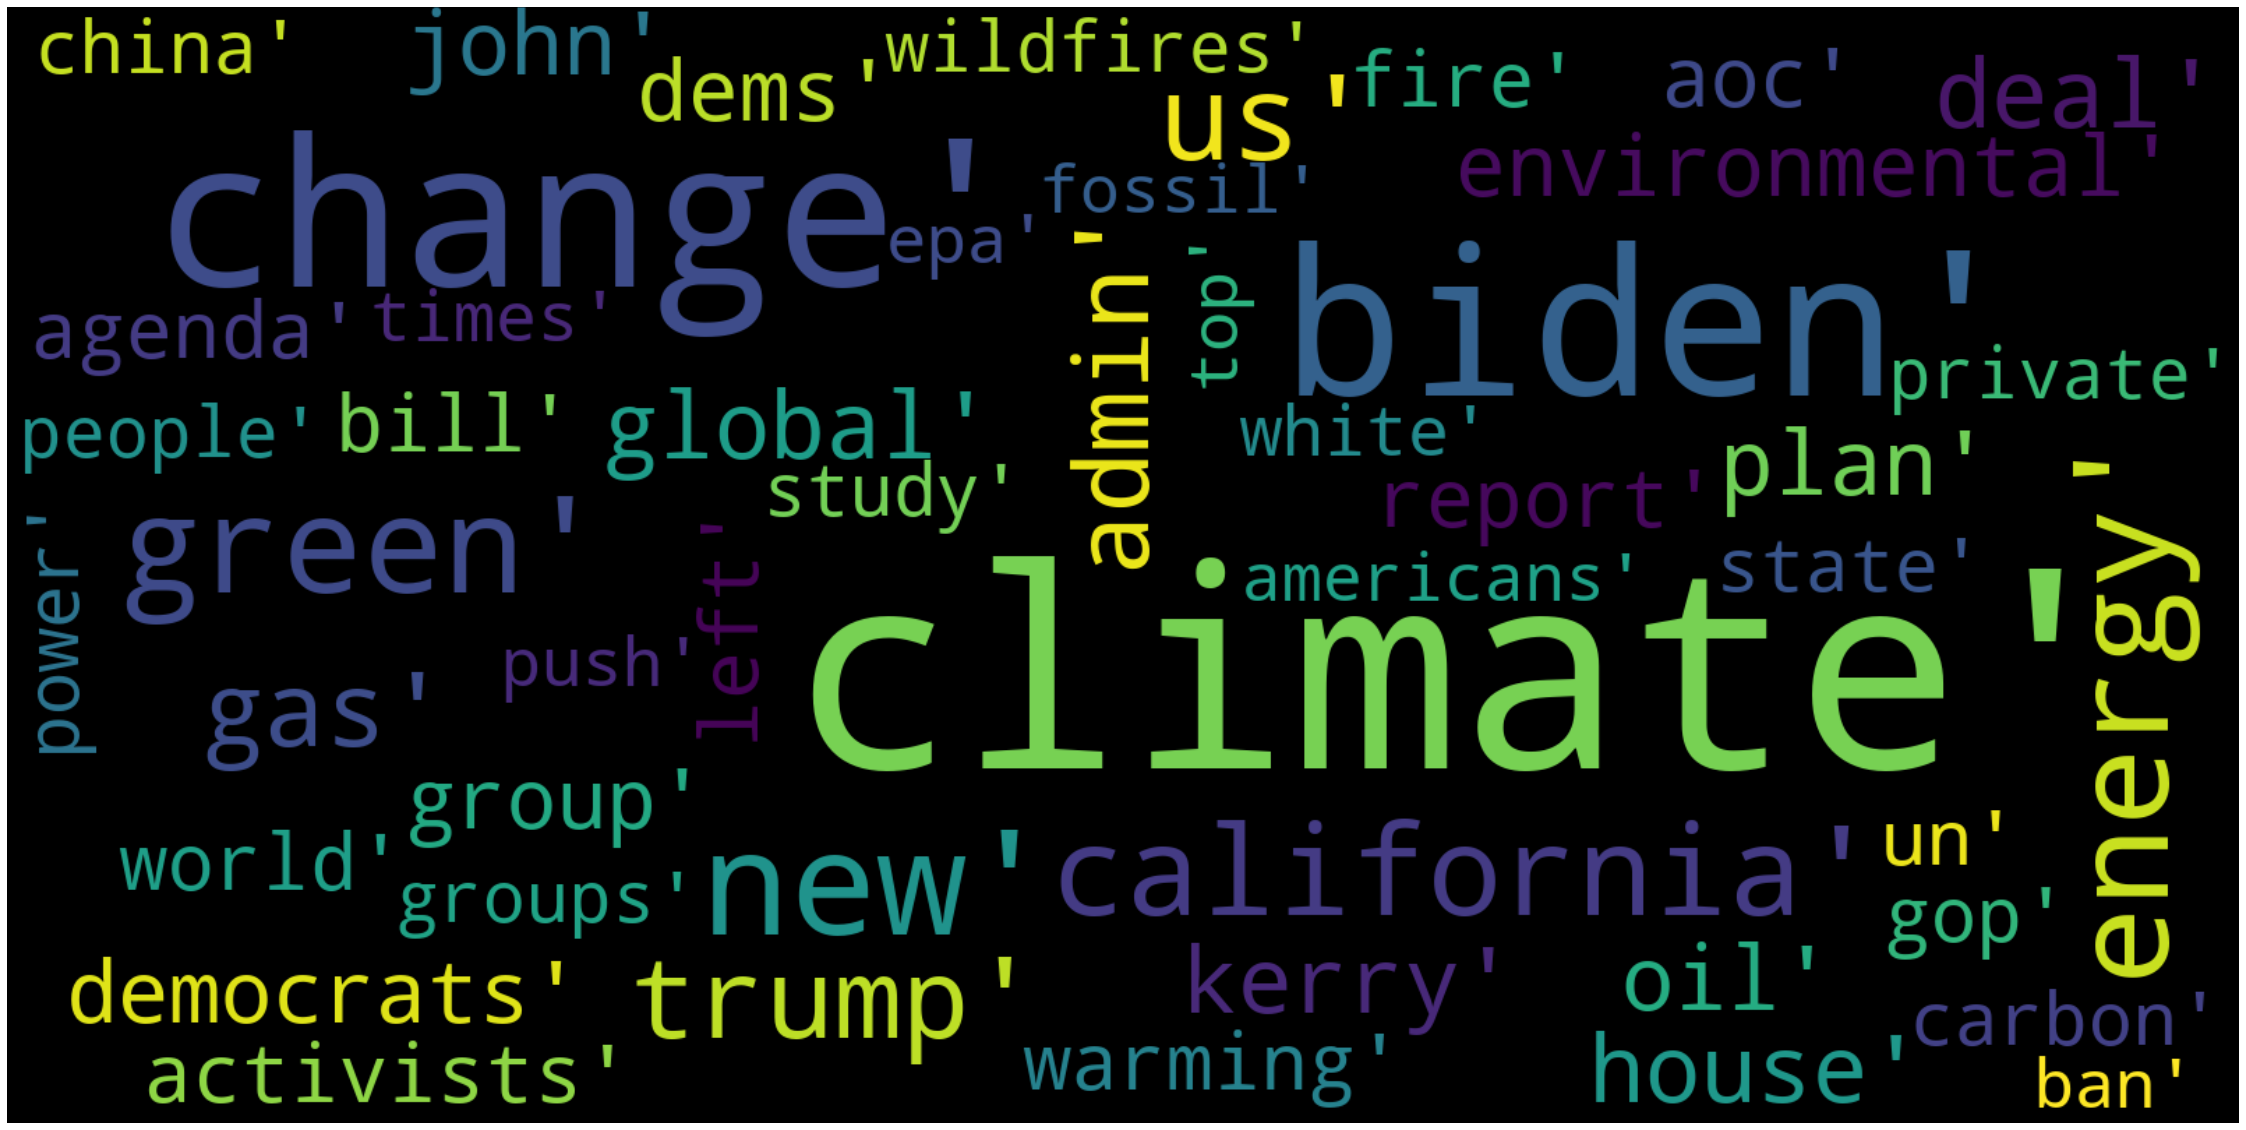 china'
john'
dems'
wildfires'
us'
fire'
aoc'
deal'
change'
epa'
fossil'
environmental'
admin'
top'
biden'
agenda'
times'
private'
people'
bill'
global'
white'
study'
report'
plan'
power'
green'
left'
americans'
state'
energy'
push'
gas'
climate'
group'
world'
groups'
new'
california'
un'
gop'
democrats'
trump'
kerry'
oil'
carbon'
activists'
warming'
house'
ban'